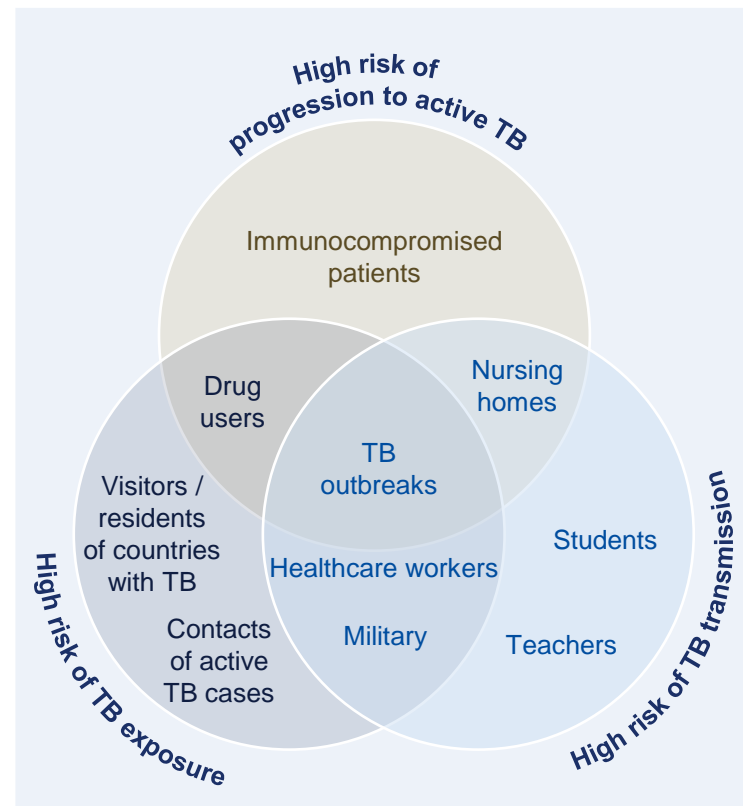 High risk of
progression to active TB
Immunocompromised
patients
Drug
users
Nursing
homes
TB
outbreaks
Visitors /
residents
of countries
with TB
Healthcare workers
Students
Contacts
of active
TB cases
Military
Teachers
High risk of TB exposure
High risk of TB transmission